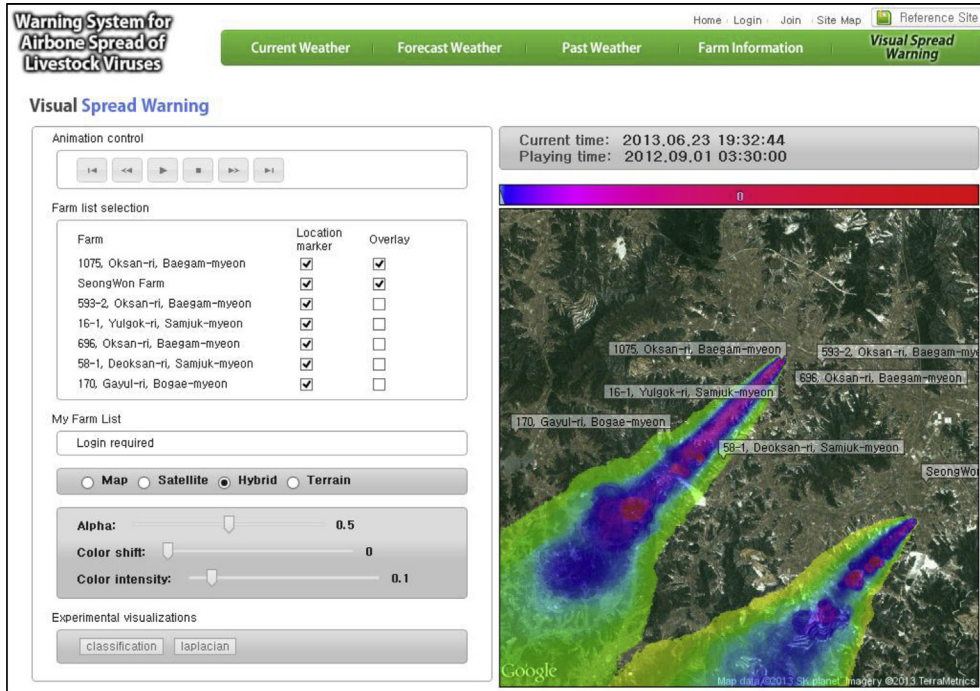 Warning System for
Airbone Spread of
Livestock Viruses
Home Login Join Site Map Reference Site
Current Weather Forecast Weather Past Weather Farm Information Visual Spread
Warning
Visual Spread Warning
Animation control
Current time: 2013.06.23 19:32:44
Playing time: 2012.09.01 03:30:00
0
Farm list selection
Farm Location
marker Overlay
1075, Oksan-ri, Baegam-myeon
SeongWon Farm
593-2, Oksan-ri, Baegam-myeon
16-1, Yulgok-ri, Samjuk-myeon
696, Oksan-ri, Baegam-myeon
58-1, Deoksan-ri, Samjuk-myeon
170, Gayul-ri, Bogae-myeon
My Farm List
Login required
Map Satellite Hybrid Terrain
Alpha: 0.5
Color shift: 0
Color intensity: 0.1
Experimental visualizations
classification laplacian
1075, Oksan-ri, Baegam-myeon
593-2, Oksan-ri, Baegam-mye
696, Oksan-ri, Baegam-myeon
16-1, Yulgok-ri, Samjuk-myeon
170, Gayul-ri, Bogae-myeon
58-1, Deoksan-ri, Samjuk-myeon
SeongWo
Google
Map data ©2013 SK planet Imagery ©2013 TerraMetrics